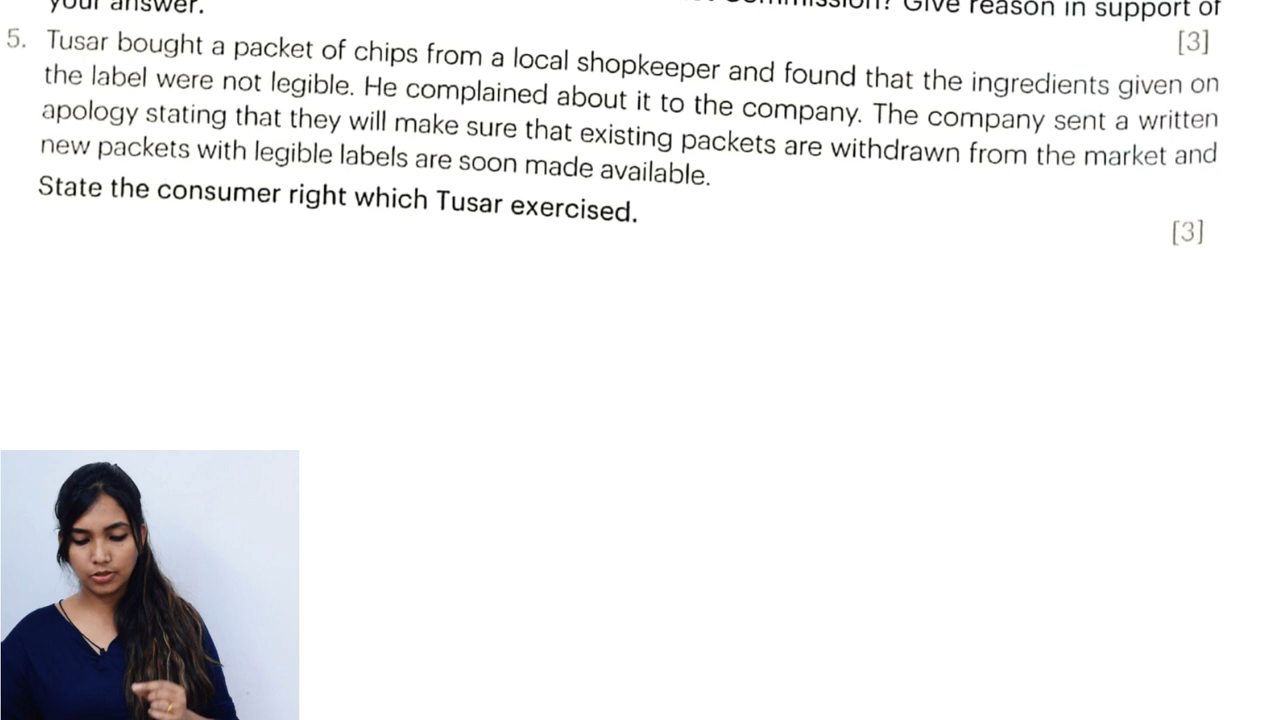 your answer.
Commission? Give reason in support of
[3]
5. Tusar bought a packet of chips from a local shopkeeper and found that the ingredients given on
the label were not legible. He complained about it to the company. The company sent a written
apology stating that they will make sure that existing packets are withdrawn from the market and
new packets with legible labels are soon made available.
State the consumer right which Tusar exercised.
[3]